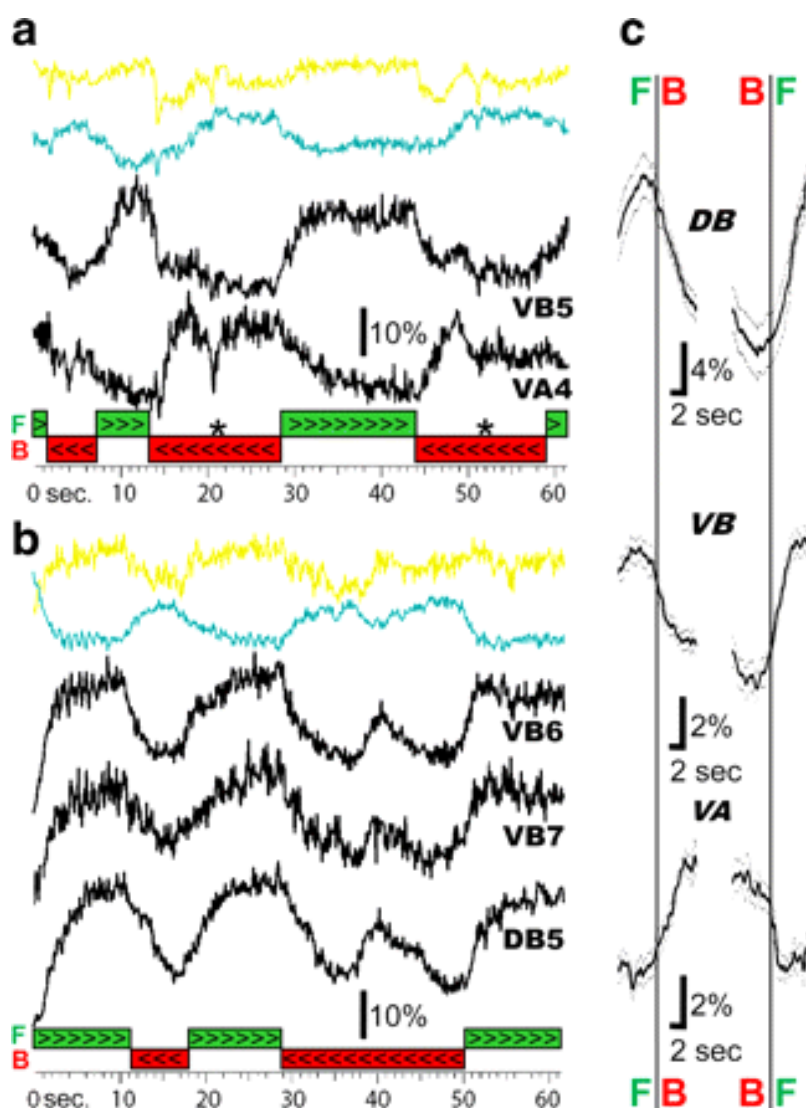 a
VB5
10%
VA4
F > >>> >>>>>>>> >
* *
B <<< <<<<<<<< <<<<<<<<
0 sec. 10 20 30 40 50 60
b
VB6
VB7
DB5
10%
F >>>>>> >>>>>> >>>>>>
B <<< <<<<<<<<<<<<
0 sec. 10 20 30 40 50 60
c
F B B F
DB
4%
2 sec
VB
2%
2 sec
VA
2%
2 sec
F B B F